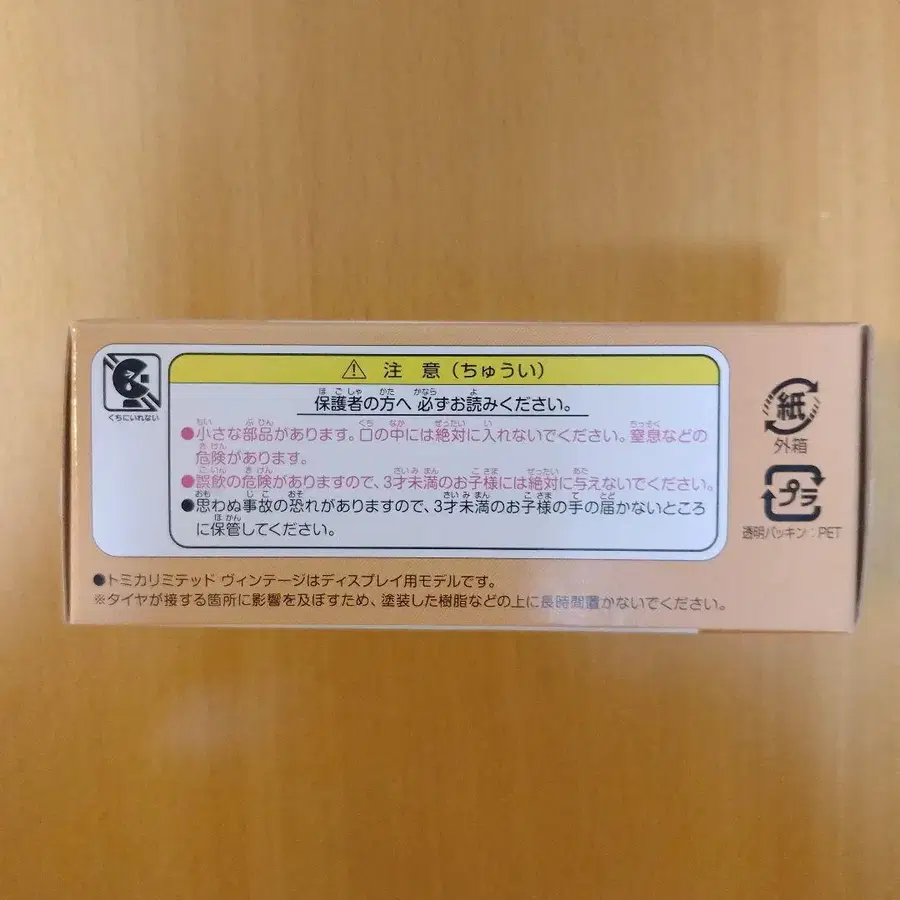 くちにいれない
⚠ 注 意 (ちゅうい)
保護者の方へ 必ずお読みください。
●小さな部品があります。口の中には絶対に入れないでください。窒息などの
危険があります。
●誤飲の危険がありますので、3才未満のお子様には絶対に与えないでください。
●思わぬ事故の恐れがありますので、3才未満のお子様の手の届かないところ
に保管してください。
●トミカリミテッド ヴィンテージはディスプレイ用モデルです。
※タイヤが接する箇所に影響を及ぼすため、塗装した樹脂などの上に長時間置かないでください。
紙
外箱
プラ
透明パッキン:PET